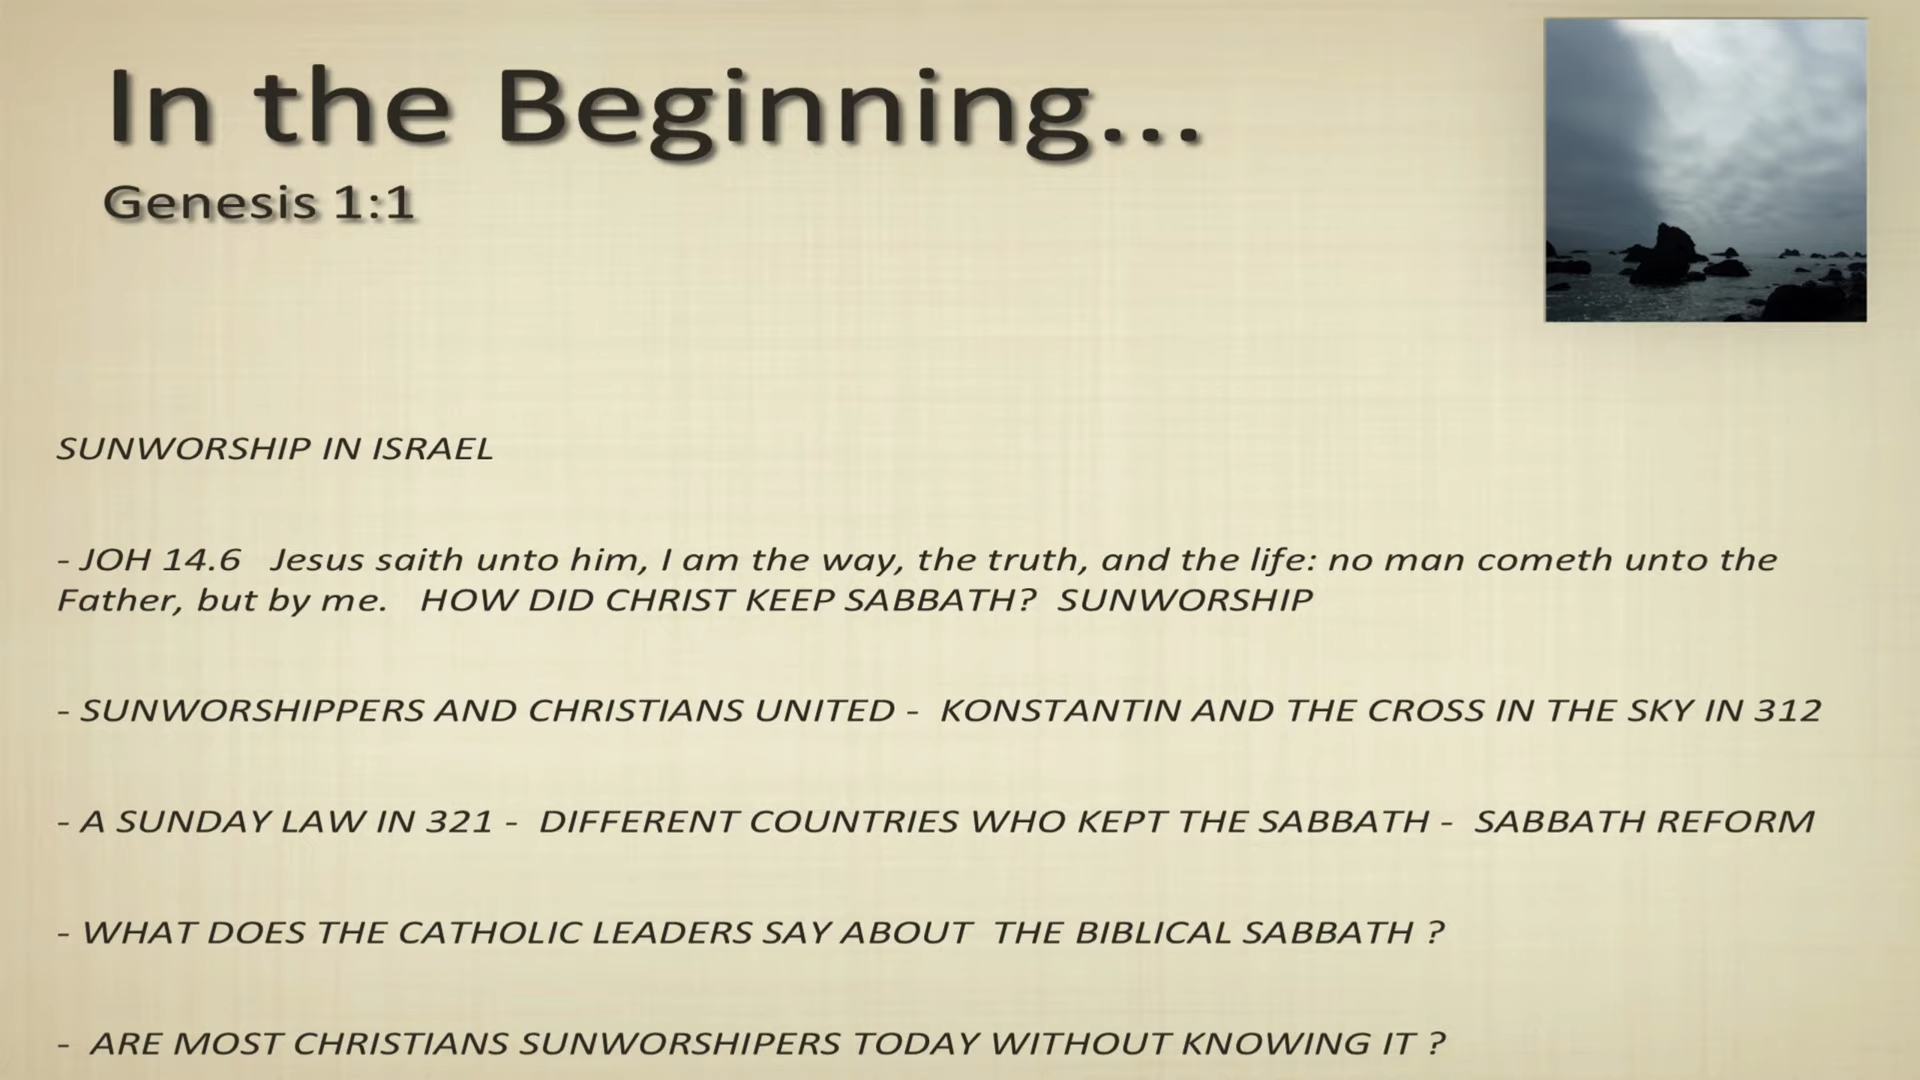 In the Beginning...
Genesis 1:1
SUNWORSHIP IN ISRAEL
- JOH 14.6 Jesus saith unto him, I am the way, the truth, and the life: no man cometh unto the
Father, but by me. HOW DID CHRIST KEEP SABBATH? SUNWORSHIP
- SUNWORSHIPPERS AND CHRISTIANS UNITED - KONSTANTIN AND THE CROSS IN THE SKY IN 312
- A SUNDAY LAW IN 321 - DIFFERENT COUNTRIES WHO KEPT THE SABBATH - SABBATH REFORM
- WHAT DOES THE CATHOLIC LEADERS SAY ABOUT THE BIBLICAL SABBATH ?
- ARE MOST CHRISTIANS SUNWORSHIPERS TODAY WITHOUT KNOWING IT ?